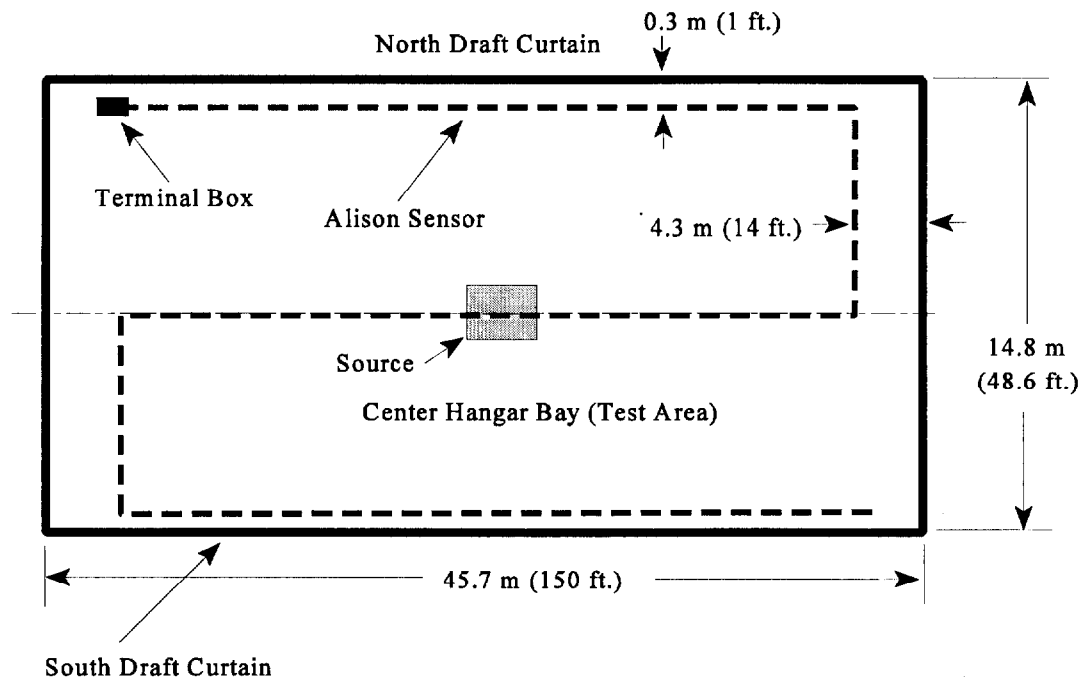 0.3 m (1 ft.)
North Draft Curtain
Terminal Box
Alison Sensor
4.3 m (14 ft.)
Source
14.8 m
(48.6 ft.)
Center Hangar Bay (Test Area)
45.7 m (150 ft.)
South Draft Curtain